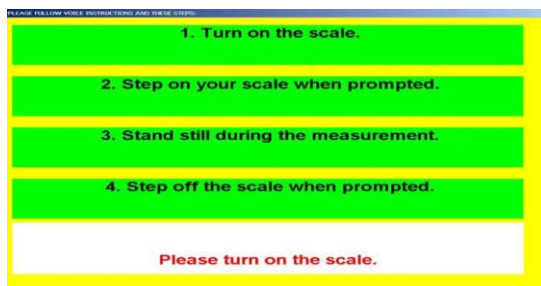 PLEASE FOLLOW VOICE INSTRUCTIONS AND THESE STEPS:
1. Turn on the scale.
2. Step on your scale when prompted.
3. Stand still during the measurement.
4. Step off the scale when prompted.
Please turn on the scale.